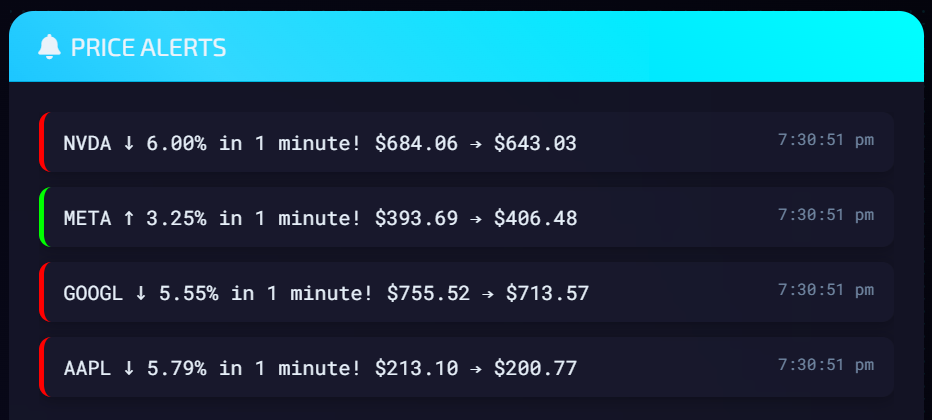 PRICE ALERTS
NVDA ↓ 6.00% in 1 minute! $684.06 → $643.03 7:30:51 pm
META ↑ 3.25% in 1 minute! $393.69 → $406.48 7:30:51 pm
GOOGL ↓ 5.55% in 1 minute! $755.52 → $713.57 7:30:51 pm
AAPL ↓ 5.79% in 1 minute! $213.10 → $200.77 7:30:51 pm